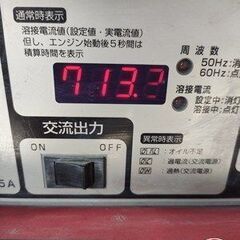 通常時表示
溶接電流値(設定値・実電流値)
但し、エンジン始動後5秒間は
積算時間を表示
周 波 数
50Hz:消
60Hz:点
713.2
溶接電流
設定中:消灯
溶接中:点
交流出力
ON OFF
異常時表示
:オイル不足
:過電流(交流電源)
:過熱(交流電源)
5A